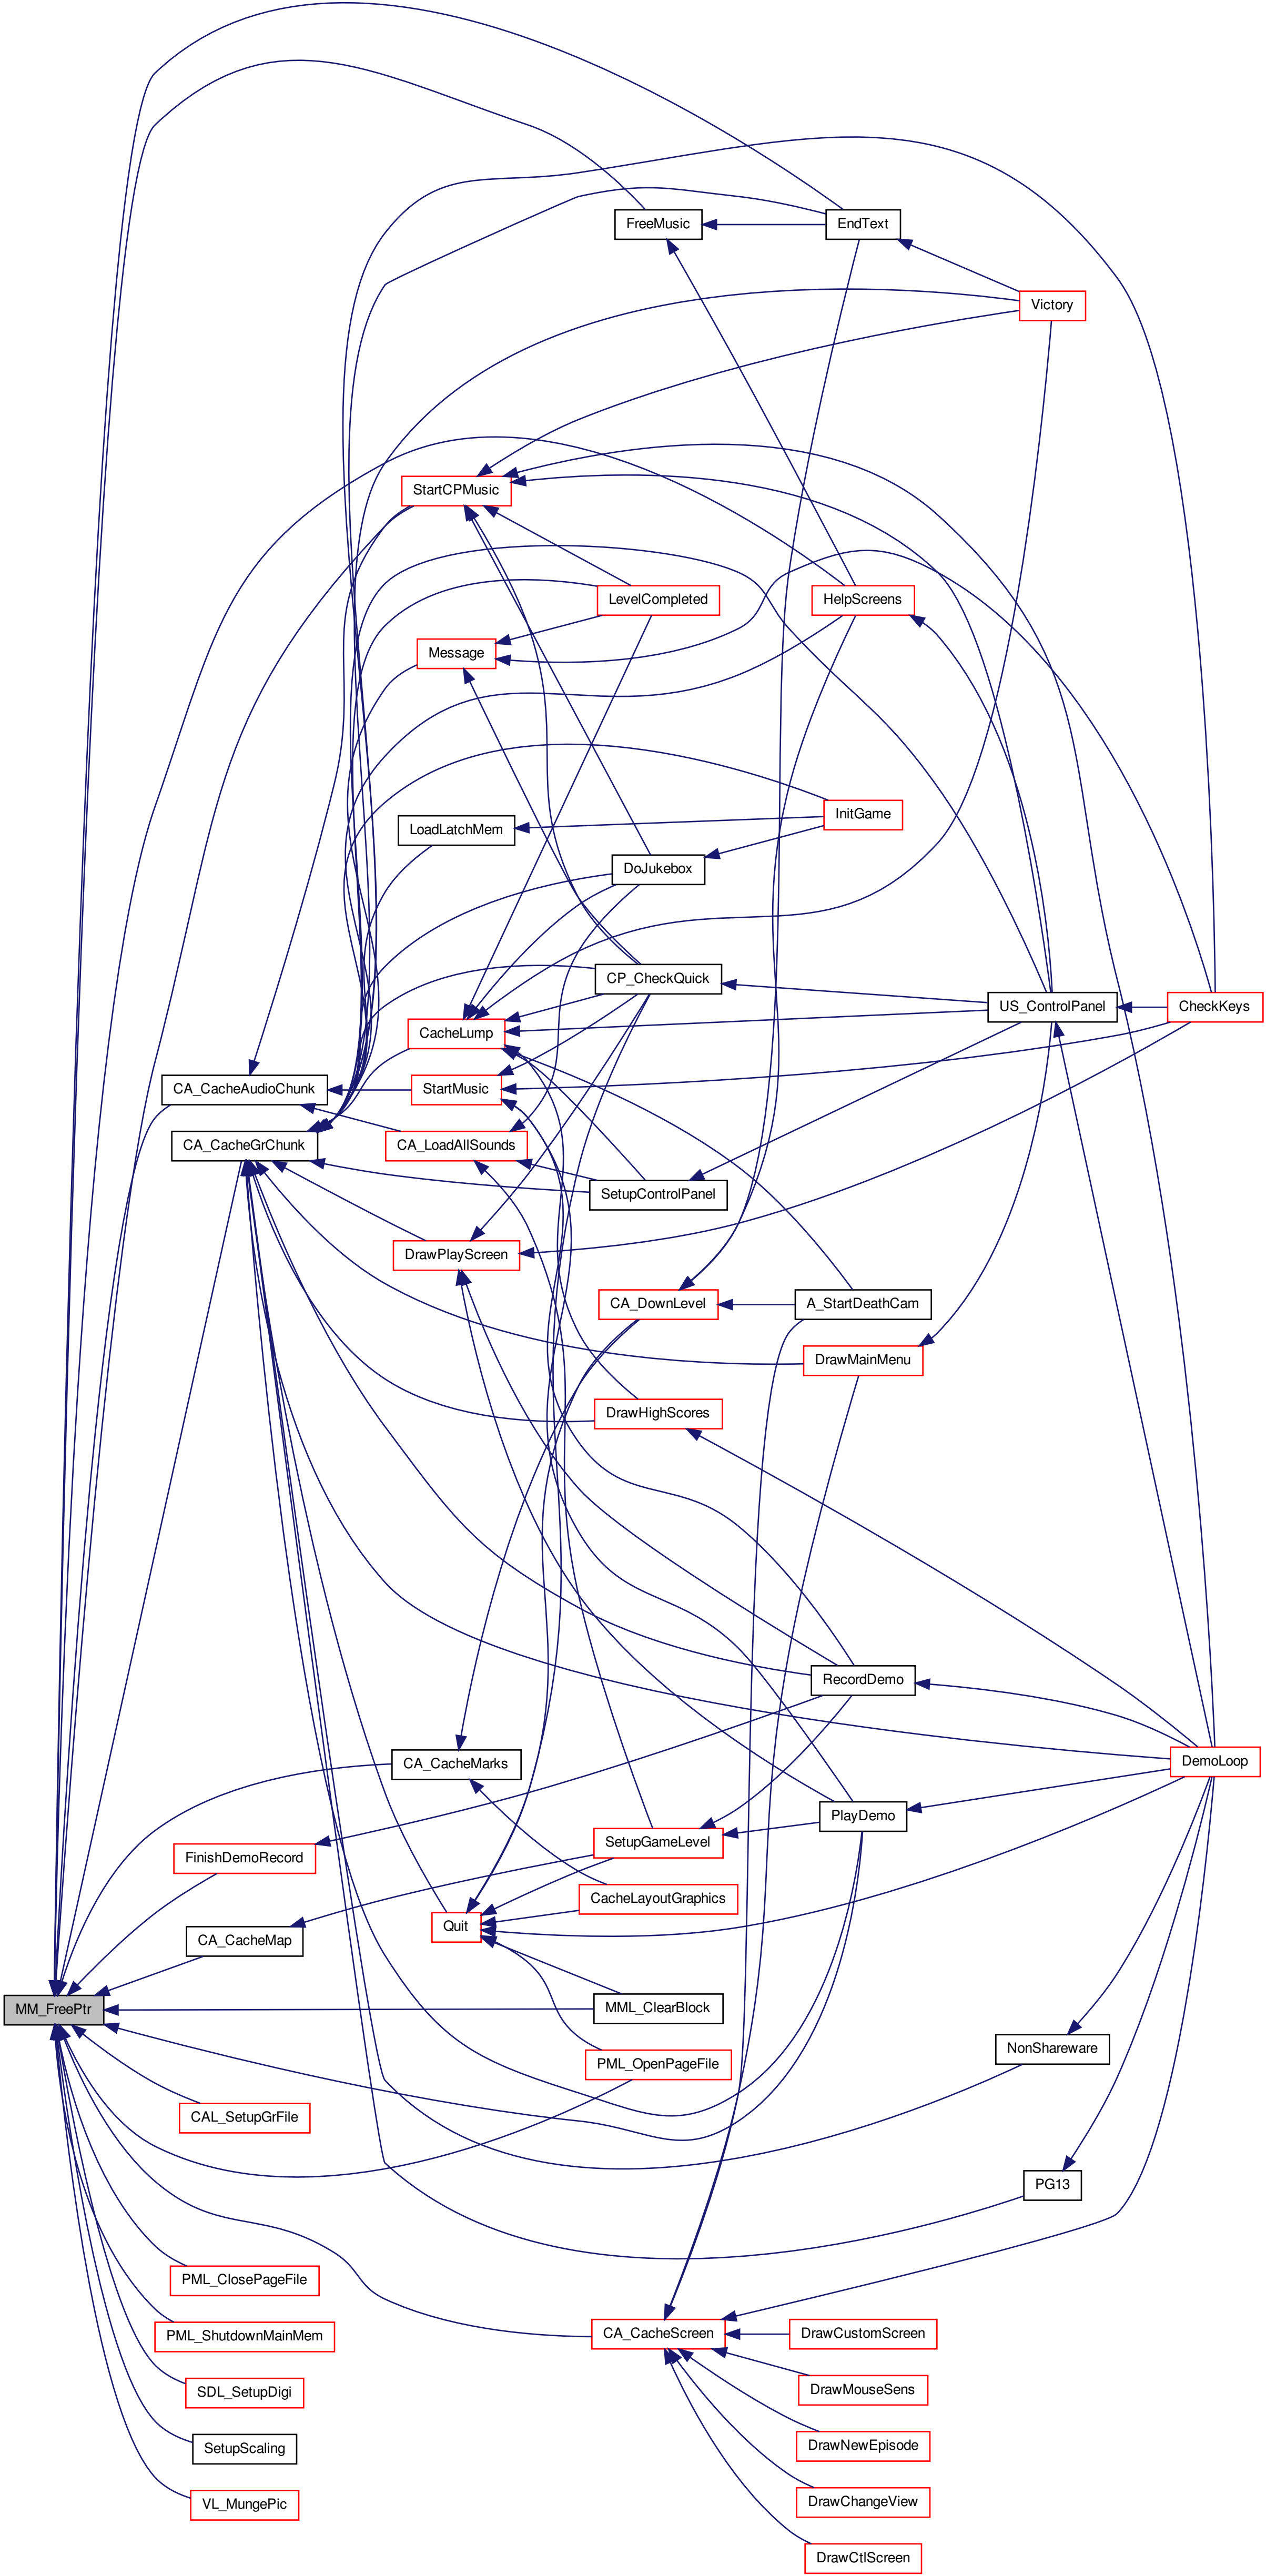 FreeMusic
EndText
Victory
StartCPMusic
LevelCompleted
HelpScreens
Message
InitGame
LoadLatchMem
DoJukebox
CP_CheckQuick
US_ControlPanel
CheckKeys
CacheLump
CA_CacheAudioChunk
StartMusic
CA_CacheGrChunk
CA_LoadAllSounds
SetupControlPanel
DrawPlayScreen
CA_DownLevel
A_StartDeathCam
DrawMainMenu
DrawHighScores
RecordDemo
CA_CacheMarks
DemoLoop
PlayDemo
SetupGameLevel
FinishDemoRecord
CacheLayoutGraphics
Quit
CA_CacheMap
MM_FreePtr
MML_ClearBlock
NonShareware
PML_OpenPageFile
CAL_SetupGrFile
PG13
PML_ClosePageFile
PML_ShutdownMainMem
CA_CacheScreen
DrawCustomScreen
SDL_SetupDigi
DrawMouseSens
SetupScaling
DrawNewEpisode
VL_MungePic
DrawChangeView
DrawCtlScreen